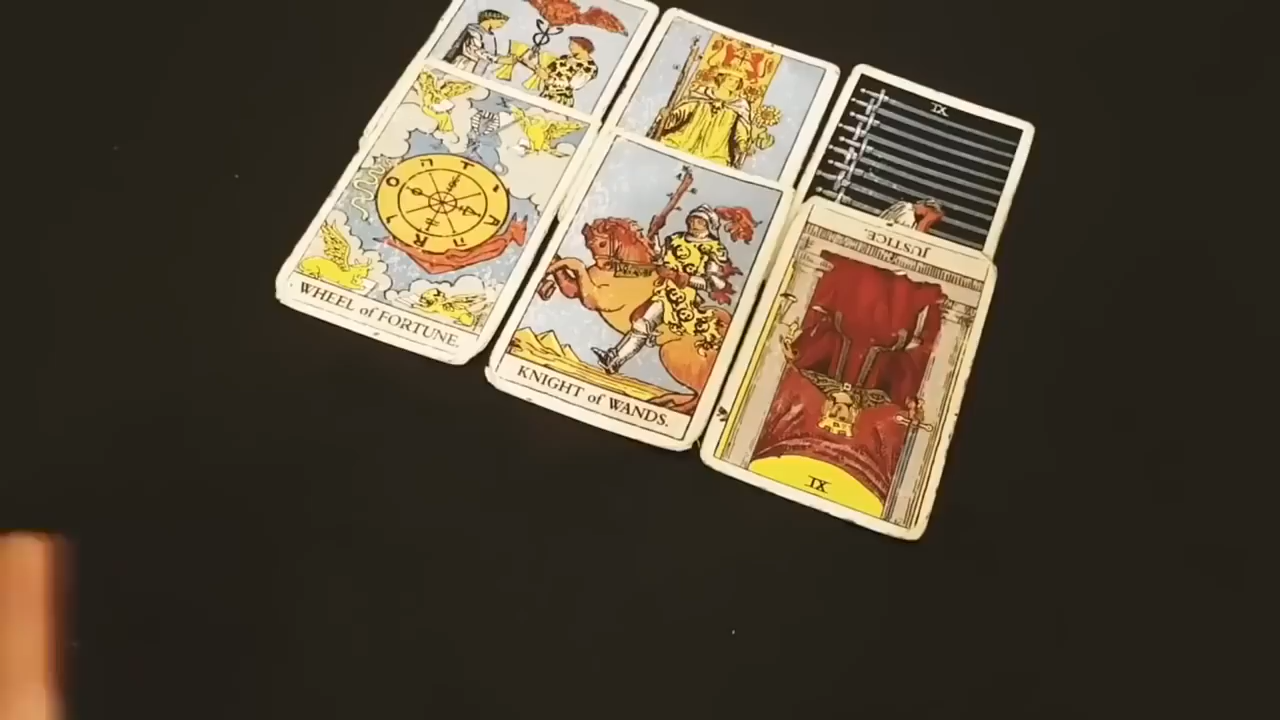 IX
WHEEL of FORTUNE.
KNIGHT of WANDS.
JUSTICE.
XI